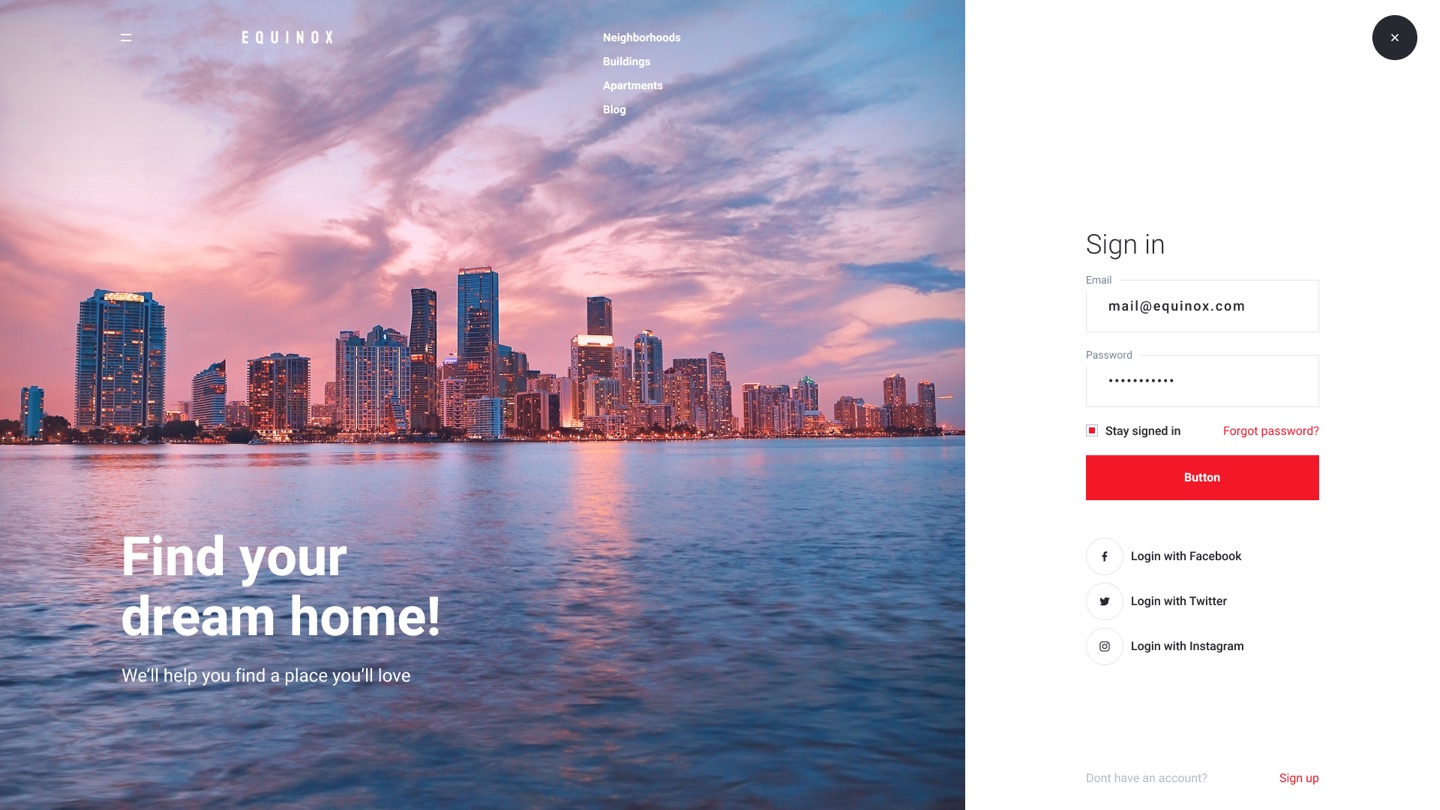 EQUINOX
Neighborhoods
Buildings
Apartments
Blog
Find your
dream home!
We’ll help you find a place you’ll love
Sign in
Email
mail@equinox.com
Password
•••••••••••
Stay signed in
Forgot password?
Button
Login with Facebook
Login with Twitter
Login with Instagram
Dont have an account?
Sign up